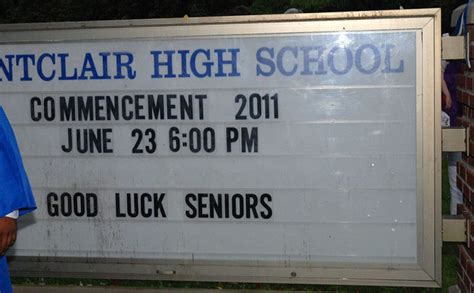 NTCLAIR HIGH SCHOOL
COMMENCEMENT 2011
JUNE 23 6:00 PM
GOOD LUCK SENIORS